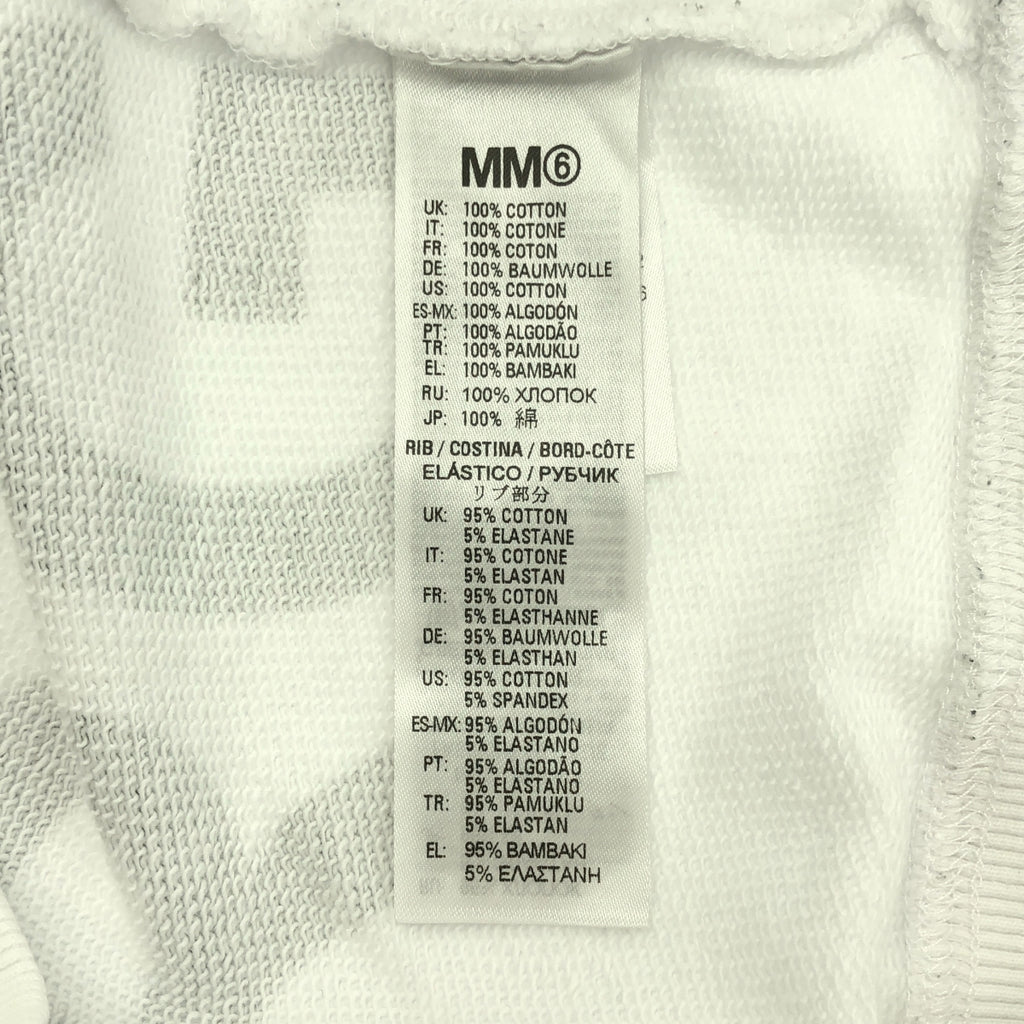 MM⑥
UK: 100% COTTON
IT: 100% COTONE
FR: 100% COTON
DE: 100% BAUMWOLLE
US: 100% COTTON
ES-MX: 100% ALGODÓN
PT: 100% ALGODÃO
TR: 100% PAMUKLU
EL: 100% BAMBAKI
RU: 100% ХЛОПОК
JP: 100% 綿
RIB / COSTINA / BORD-CÔTE
ELÁSTICO / РУБЧИК
リブ部分
UK: 95% COTTON
5% ELASTANE
IT: 95% COTONE
5% ELASTAN
FR: 95% COTON
5% ELASTHANNE
DE: 95% BAUMWOLLE
5% ELASTHAN
US: 95% COTTON
5% SPANDEX
ES-MX: 95% ALGODÓN
5% ELASTANO
PT: 95% ALGODÃO
5% ELASTANO
TR: 95% PAMUKLU
5% ELASTAN
EL: 95% BAMBAKI
5% ΕΛΑΣΤΑΝΗ